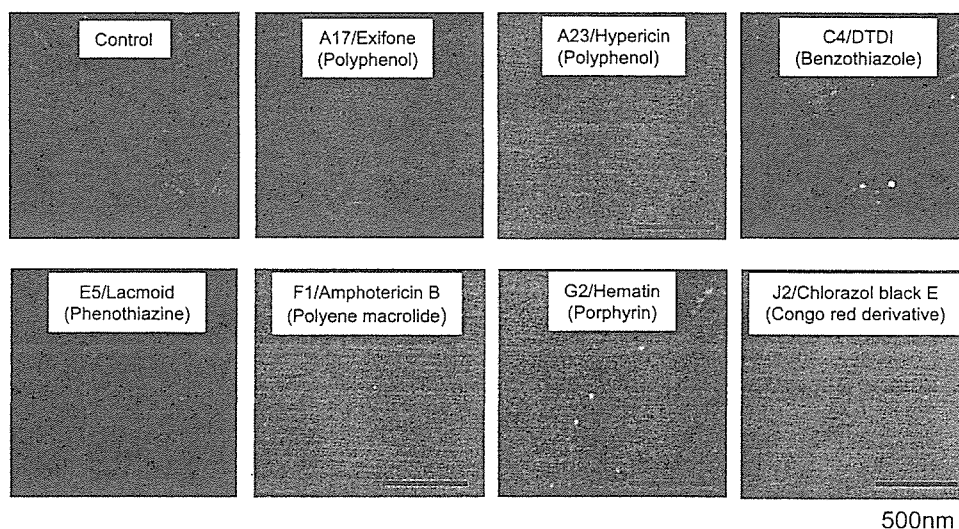 Control
A17/Exifone
(Polyphenol)
A23/Hypericin
(Polyphenol)
C4/DTDI
(Benzothiazole)
E5/Lacmoid
(Phenothiazine)
F1/Amphotericin B
(Polyene macrolide)
G2/Hematin
(Porphyrin)
J2/Chlorazol black E
(Congo red derivative)
500nm